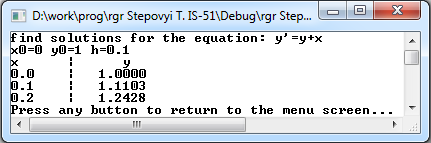 D:\work\prog\rgr Stepovyi T. IS-51\Debug\rgr Step...
find solutions for the equation: y'=y+x
x0=0 y0=1 h=0.1
x      ¦      y
0.0    ¦   1.0000
0.1    ¦   1.1103
0.2    ¦   1.2428
Press any button to return to the menu screen...